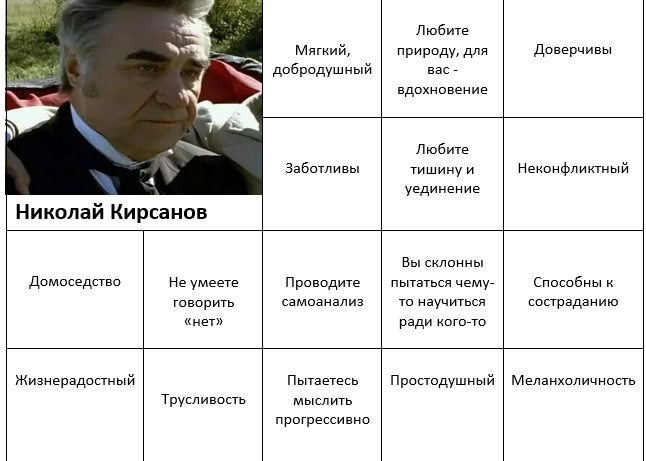 Мягкий,
добродушный
Любите
природу, для
вас -
вдохновение
Доверчивы
Заботливы
Любите
тишину и
уединение
Неконфликтный
Николай Кирсанов
Домоседство
Не умеете
говорить
«нет»
Проводите
самоанализ
Вы склонны
пытаться чему-
то научиться
ради кого-то
Способны к
состраданию
Жизнерадостный
Трусливость
Пытаетесь
мыслить
прогрессивно
Простодушный
Меланхоличность